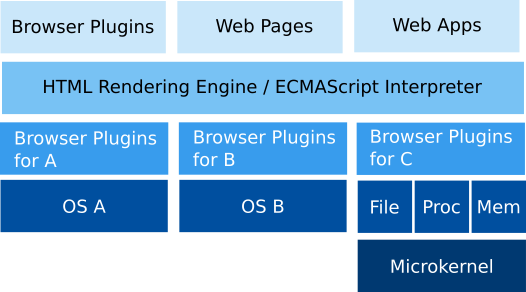 Browser Plugins
Web Pages
Web Apps
HTML Rendering Engine / ECMAScript Interpreter
Browser Plugins
for A
Browser Plugins
for B
Browser Plugins
for C
OS A
OS B
File
Proc
Mem
Microkernel